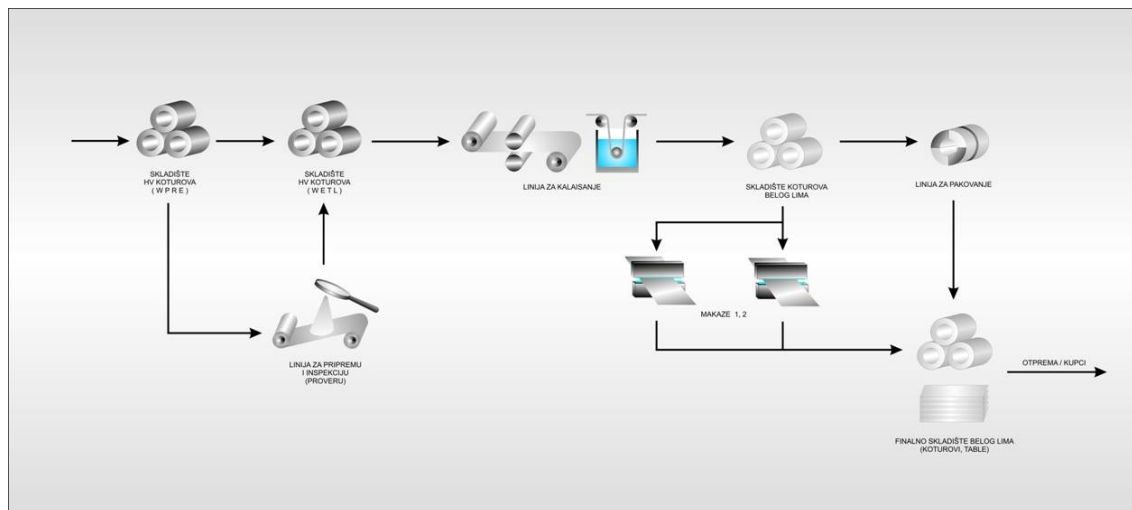 SKLADIŠTE
HV KOTUROVA
( W P R E )
SKLADIŠTE
HV KOTUROVA
( W E T L )
LINIJA ZA KALAISANJE
SKLADIŠTE KOTUROVA
BELOG LIMA
LINIJA ZA PAKOVANJE
MAKAZE 1, 2
LINIJA ZA PRIPREMU
I INSPEKCIJU
(PROVERU)
OTPREMA / KUPCI
FINALNO SKLADIŠTE BELOG LIMA
(KOTUROVI, TABLE)